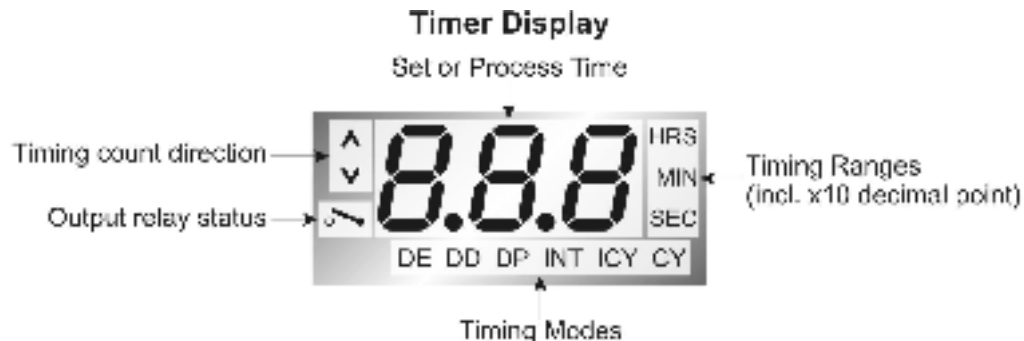 Timer Display
Set or Process Time
HRS
Timing count direction
8.8.8
MIN
Timing Ranges
(incl. x10 decimal point)
Output relay status
SEC
DE DD DP INT ICY CY
Timing Modes